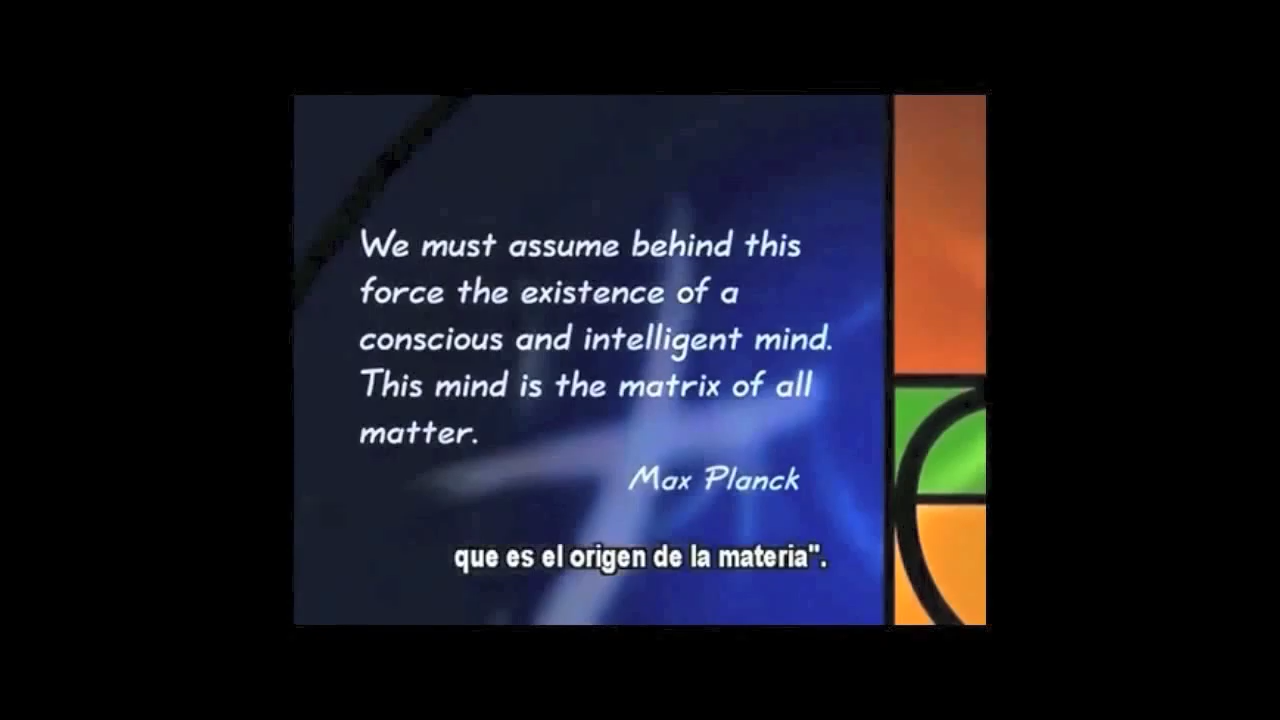 We must assume behind this
force the existence of a
conscious and intelligent mind.
This mind is the matrix of all
matter.
Max Planck
que es el origen de la materia".